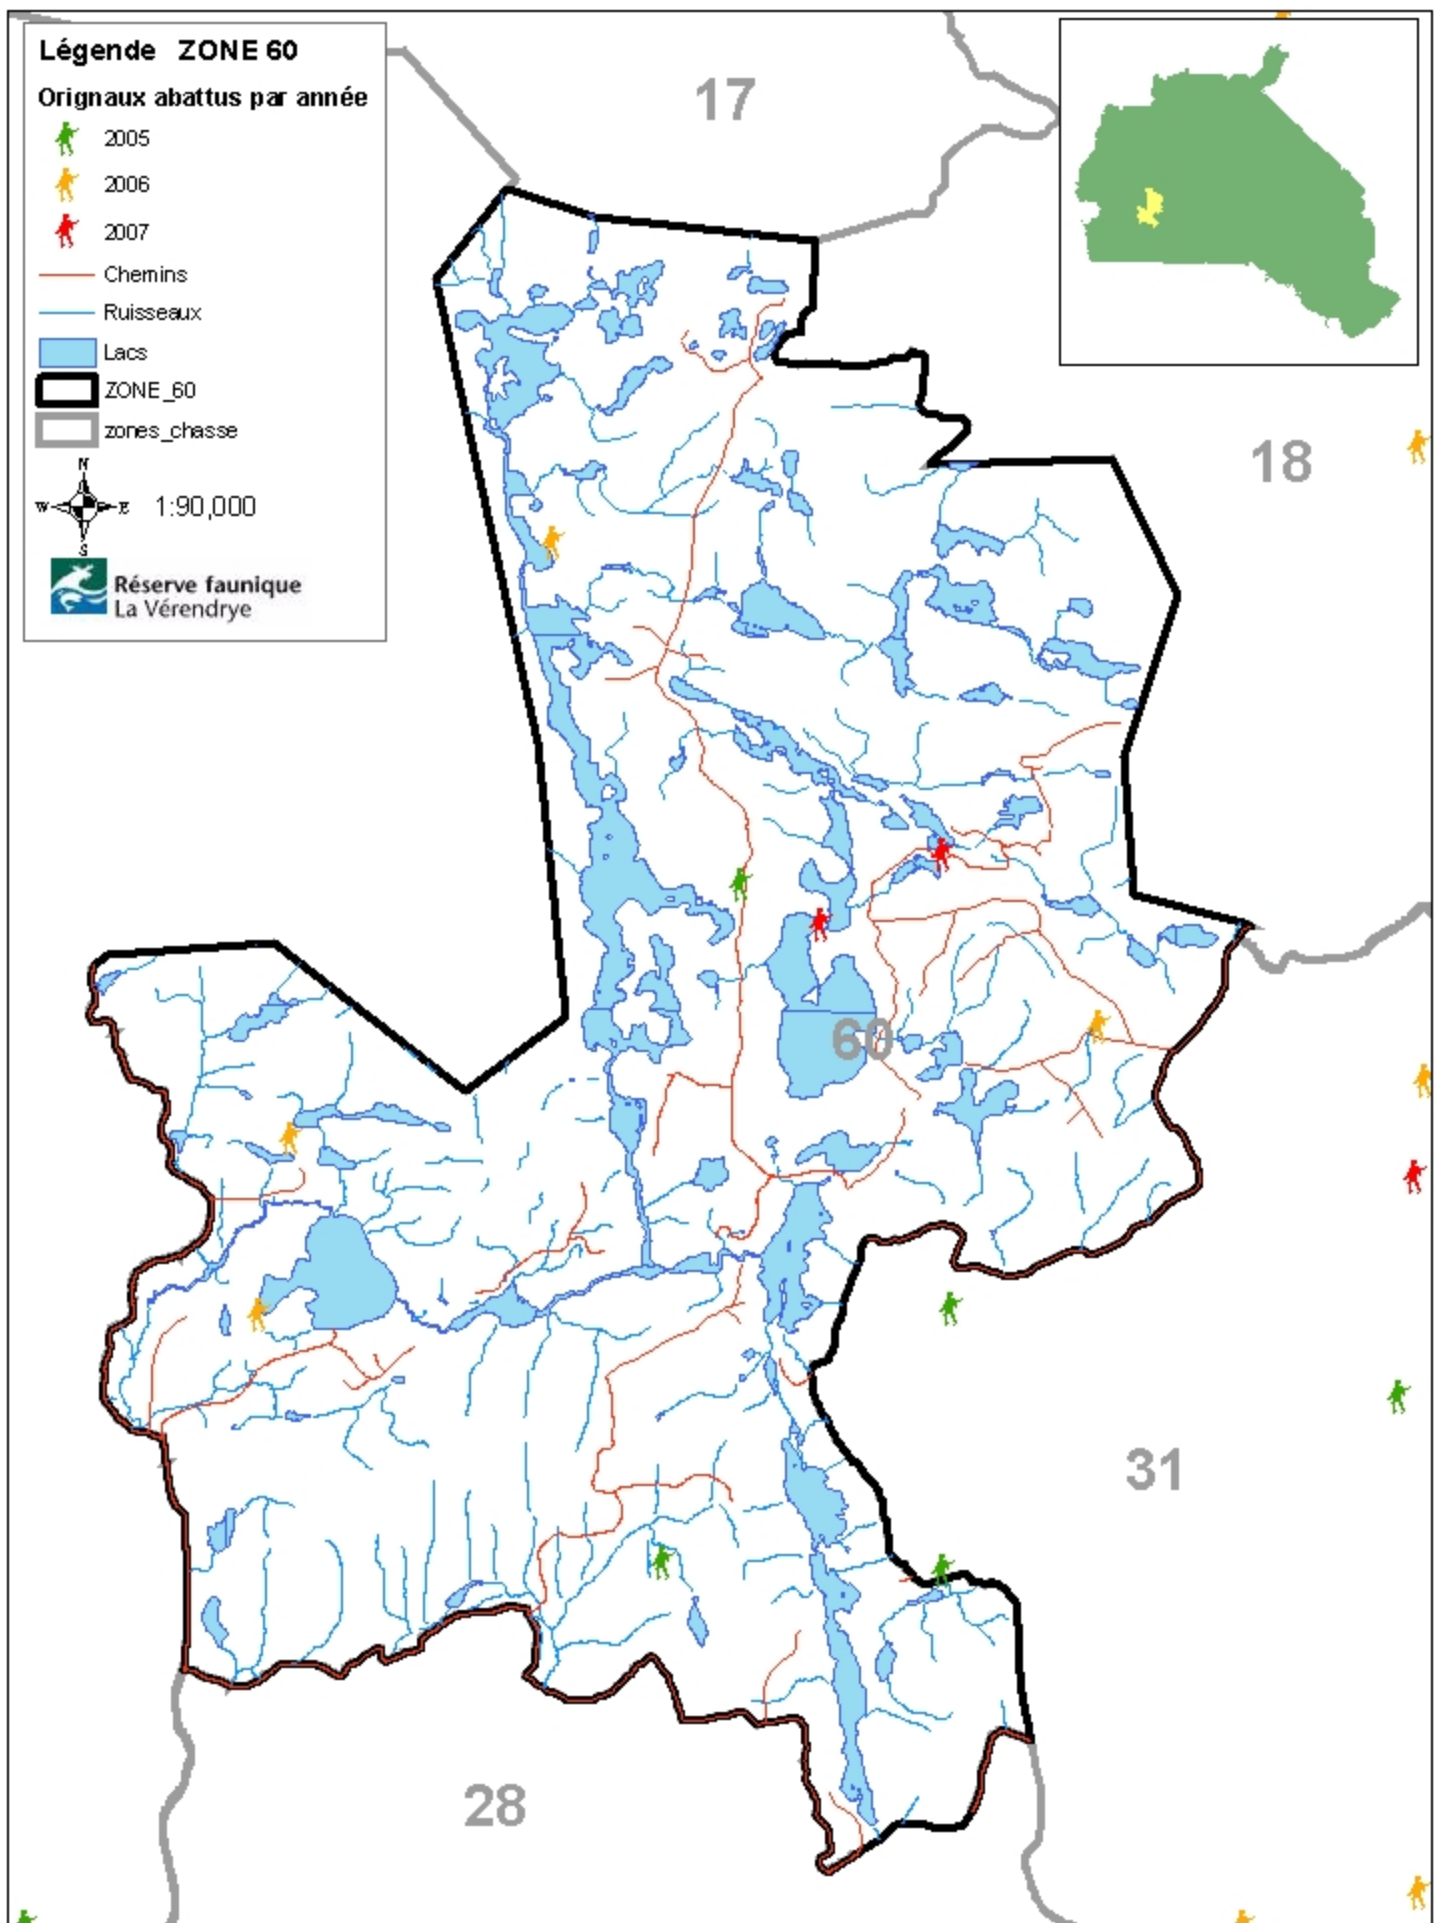 Légende ZONE 60
Orignaux abattus par année
2005
2006
2007
Chemins
Ruisseaux
Lacs
ZONE_60
zones_chasse
N
W E 1:90,000
S
Réserve faunique
La Vérendrye
17
18
60
31
28